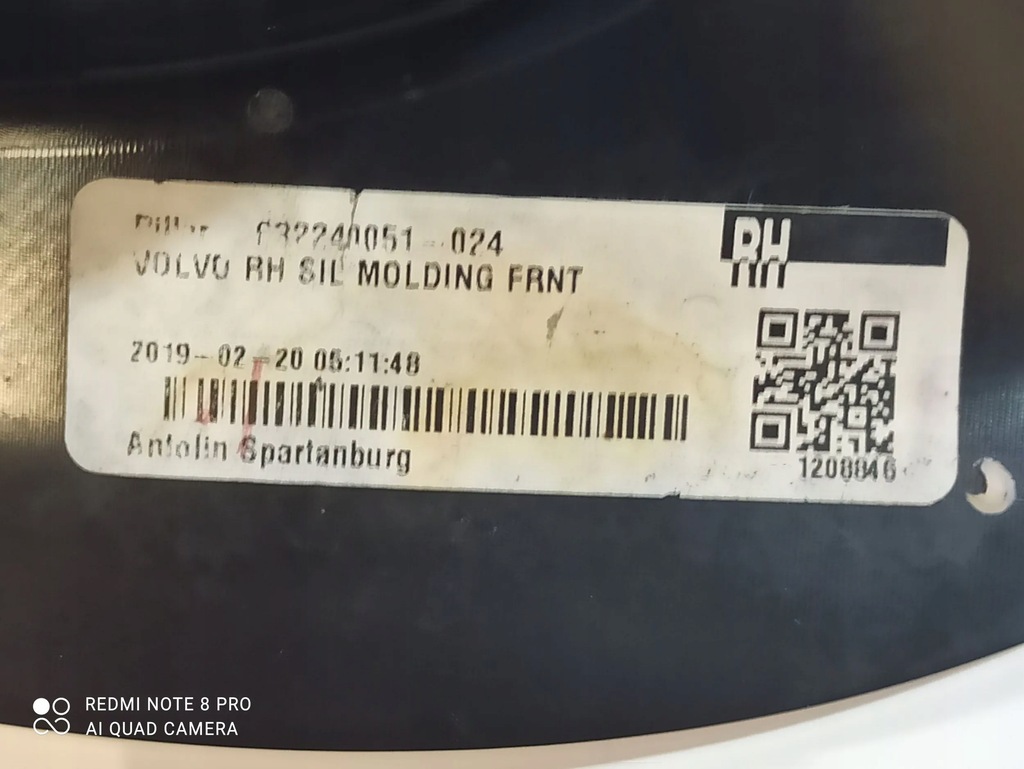 032240051-024
VOLVO RH SIL MOLDING FRNT
RH
2019-02-20 05:11:48
Antolin Spartanburg
1208846
REDMI NOTE 8 PRO
AI QUAD CAMERA